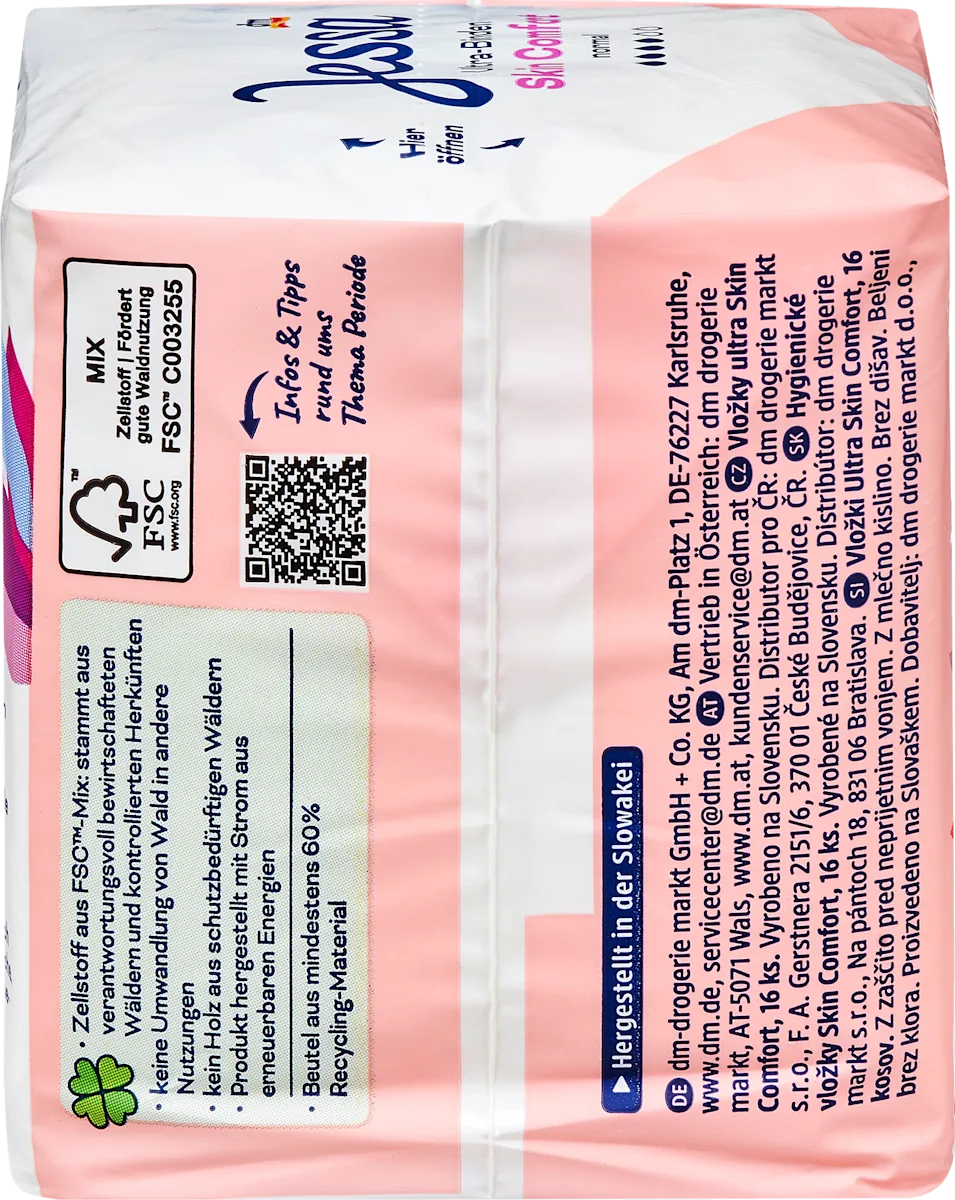 dm
Jessa
Ultra-Binden
Skin Comfort
normal
Hier
öffnen
MIX
Zellstoff | Fördert
gute Waldnutzung
FSC™ C003255
™
FSC
www.fsc.org
Infos & Tipps
rund ums
Thema Periode
• Zellstoff aus FSC™-Mix: stammt aus
verantwortungsvoll bewirtschafteten
Wäldern und kontrollierten Herkünften
• keine Umwandlung von Wald in andere
Nutzungen
• kein Holz aus schutzbedürftigen Wäldern
• Produkt hergestellt mit Strom aus
erneuerbaren Energien
• Beutel aus mindestens 60%
Recycling-Material
Hergestellt in der Slowakei
DE dm-drogerie markt GmbH + Co. KG, Am dm-Platz 1, DE-76227 Karlsruhe,
www.dm.de, servicecenter@dm.de AT Vertrieb in Österreich: dm drogerie
markt, AT-5071 Wals, www.dm.at, kundenservice@dm.at CZ Vložky ultra Skin
Comfort, 16 ks. Vyrobeno na Slovensku. Distributor pro ČR: dm drogerie markt
s.r.o., F. A. Gerstnera 2151/6, 370 01 České Budějovice, ČR. SK Hygienické
vložky Skin Comfort, 16 ks. Vyrobené na Slovensku. Distribútor: dm drogerie
markt s.r.o., Na pántoch 18, 831 06 Bratislava. SI Vložki Ultra Skin Comfort, 16
kosov. Z zaščito pred neprijetnim vonjem. Z mlečno kislino. Brez dišav. Beljeni
brez klora. Proizvedeno na Slovaškem. Dobavitelj: dm drogerie markt d.o.o.,